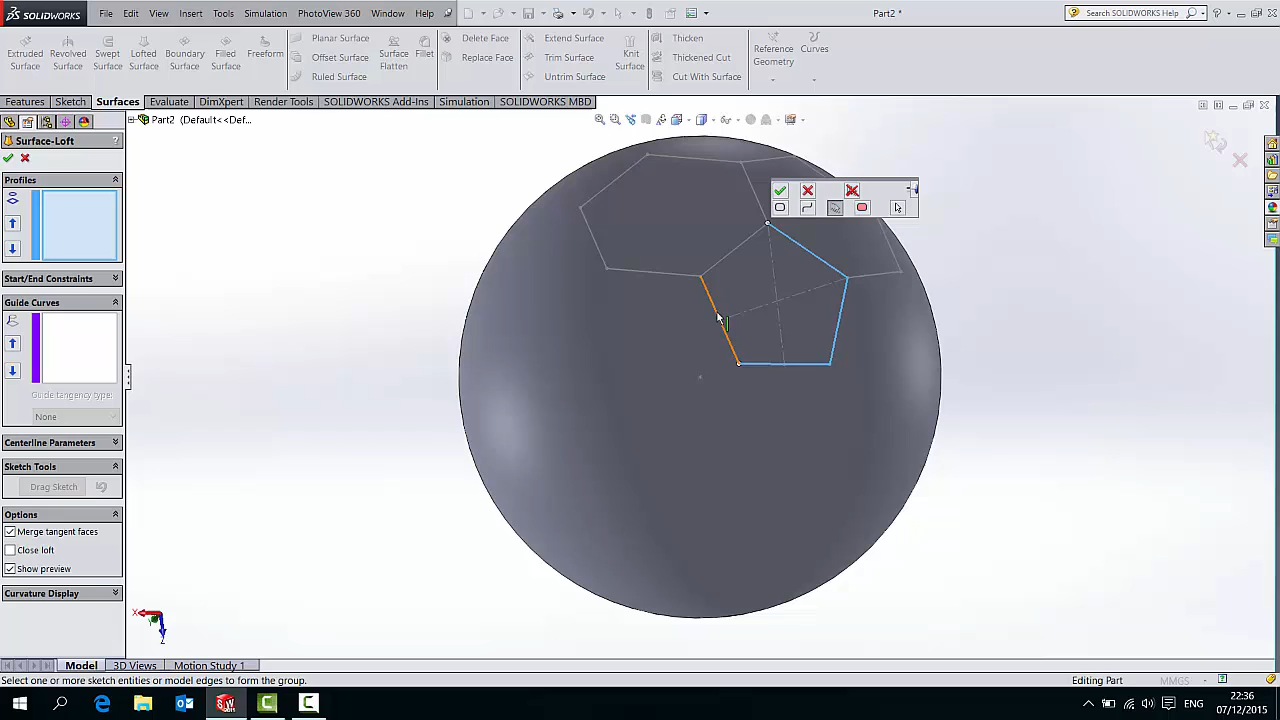 SOLIDWORKS File Edit View Insert Tools Simulation PhotoView 360 Window Help Part2 * Search SOLIDWORKS Help
Extruded Surface Revolved Surface Swept Surface Lofted Surface Boundary Surface Filled Surface Freeform
Planar Surface
Offset Surface
Ruled Surface
Surface Flatten Fillet
Delete Face
Replace Face
Extend Surface
Trim Surface
Untrim Surface
Knit Surface
Thicken
Thickened Cut
Cut With Surface
Reference Geometry Curves
Features Sketch Surfaces Evaluate DimXpert Render Tools SOLIDWORKS Add-Ins Simulation SOLIDWORKS MBD
Part2 (Default<<Def...
Surface-Loft ?
Profiles
Start/End Constraints
Guide Curves
Guide tangency type:
None
Centerline Parameters
Sketch Tools
Drag Sketch
Options
Merge tangent faces
Close loft
Show preview
Curvature Display
X
Y
Z
Model 3D Views Motion Study 1
Select one or more sketch entities or model edges to form the group. Editing Part MMGS
ENG 22:36
07/12/2015